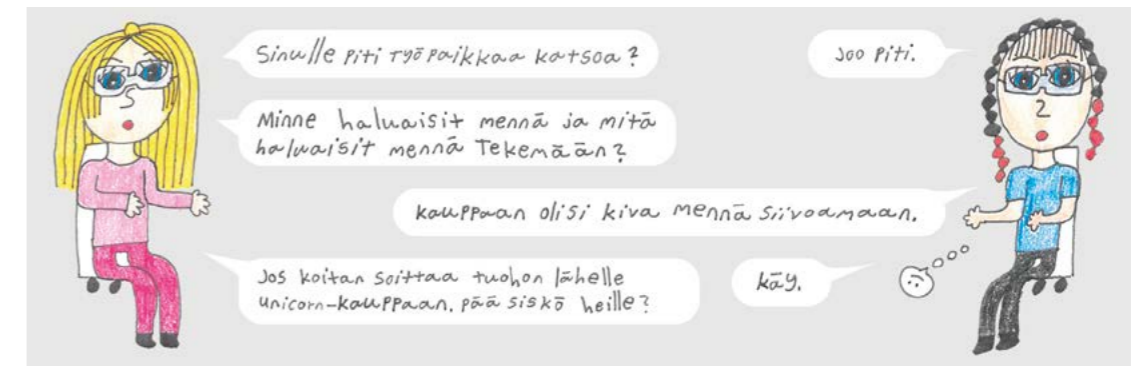 Sinulle piti työpaikkaa katsoa?
Joo piti.
Minne haluaisit mennä ja mitä
haluaisit mennä Tekemään?
kauppaan olisi kiva mennä siivoamaan.
Jos koitan soittaa tuohon lähelle
unicorn-kauppaan, pääsiskö heille?
käy.